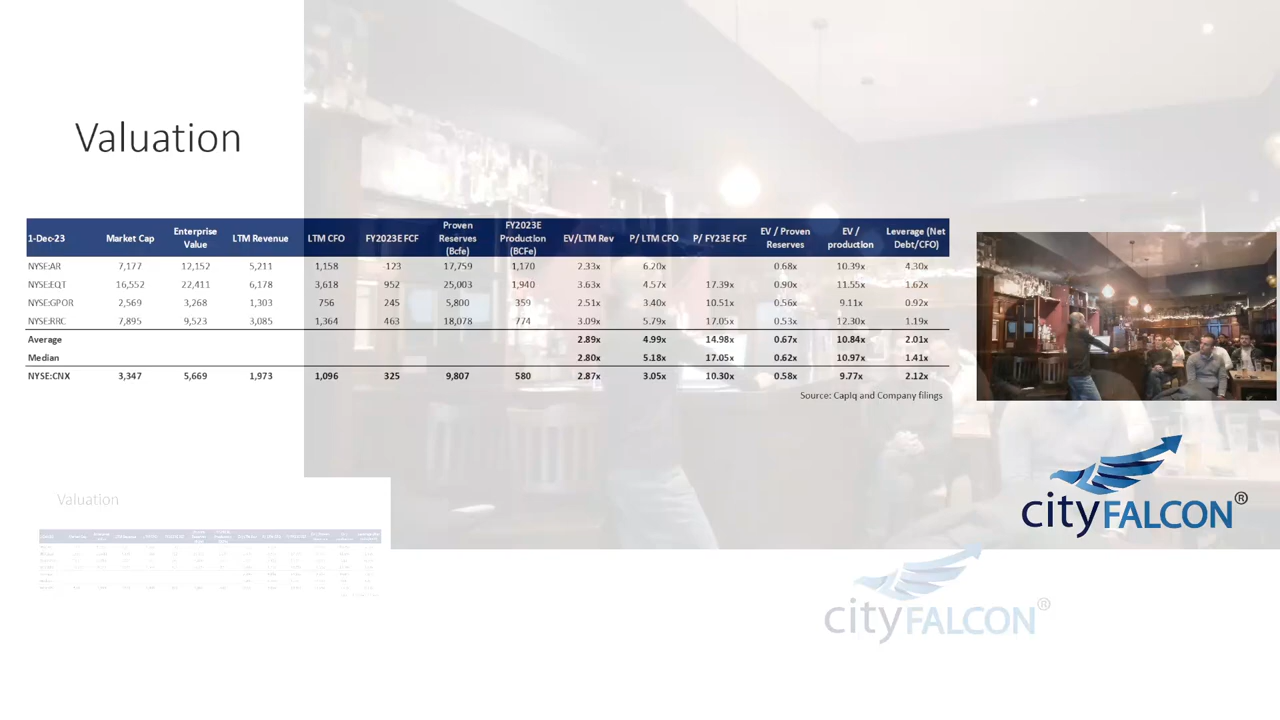 Valuation
1-Dec-23 Market Cap Enterprise Value LTM Revenue LTM CFO FY2023E FCF Proven Reserves (Bcfe) FY2023E Production (BCFe) EV/LTM Rev P/ LTM CFO P/ FY23E FCF EV / Proven Reserves EV / production Leverage (Net Debt/CFO)
NYSE:AR 7,177 12,152 5,211 1,158 -123 17,759 1,170 2.33x 6.20x 0.68x 10.39x 4.30x
NYSE:EQT 16,552 22,411 6,178 3,618 952 25,003 1,940 3.63x 4.57x 17.39x 0.90x 11.55x 1.62x
NYSE:GPOR 2,569 3,268 1,303 756 245 5,800 359 2.51x 3.40x 10.51x 0.56x 9.11x 0.92x
NYSE:RRC 7,895 9,523 3,085 1,364 463 18,078 774 3.09x 5.79x 17.05x 0.53x 12.30x 1.19x
Average 2.89x 4.99x 14.98x 0.67x 10.84x 2.01x
Median 2.80x 5.18x 17.05x 0.62x 10.97x 1.41x
NYSE:CNX 3,347 5,669 1,973 1,096 325 9,807 580 2.87x 3.05x 10.30x 0.58x 9.77x 2.12x
Source: CapIq and Company filings
cityFALCON®
Valuation
cityFALCON®